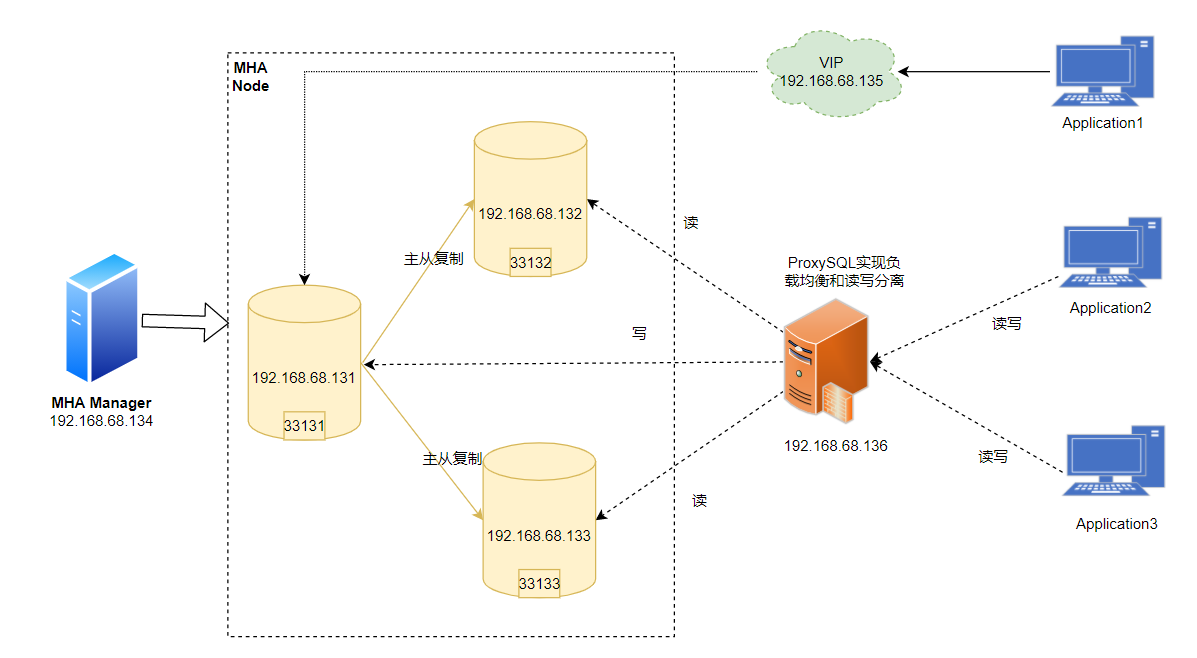 MHA
Node
VIP
192.168.68.135
Application1
192.168.68.132
33132
主从复制
读
ProxySQL实现负
载均衡和读写分离
Application2
读写
写
192.168.68.131
33131
MHA Manager
192.168.68.134
主从复制
192.168.68.133
33133
读
192.168.68.136
读写
Application3